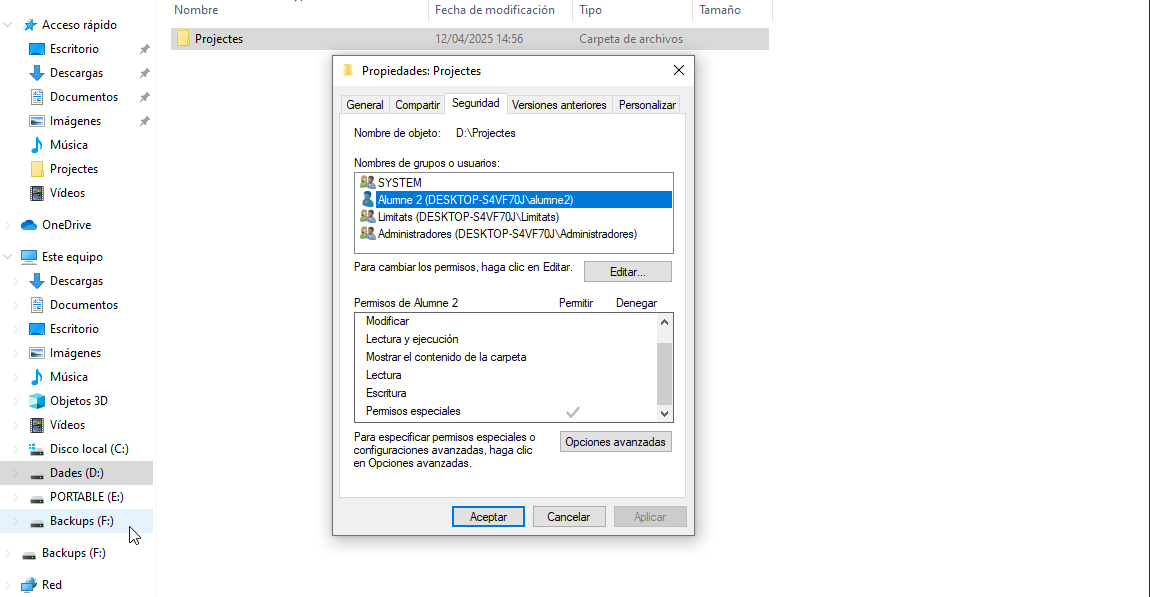 Nombre Fecha de modificación Tipo Tamaño
Projectes 12/04/2025 14:56 Carpeta de archivos
Acceso rápido
Escritorio
Descargas
Documentos
Imágenes
Música
Projectes
Vídeos
OneDrive
Este equipo
Descargas
Documentos
Escritorio
Imágenes
Música
Objetos 3D
Vídeos
Disco local (C:)
Dades (D:)
PORTABLE (E:)
Backups (F:)
Backups (F:)
Red
Propiedades: Projectes
General Compartir Seguridad Versiones anteriores Personalizar
Nombre de objeto: D:\Projectes
Nombres de grupos o usuarios:
SYSTEM
Alumne 2 (DESKTOP-S4VF70J\alumne2)
Limitats (DESKTOP-S4VF70J\Limitats)
Administradores (DESKTOP-S4VF70J\Administradores)
Para cambiar los permisos, haga clic en Editar. Editar...
Permisos de Alumne 2 Permitir Denegar
Modificar
Lectura y ejecución
Mostrar el contenido de la carpeta
Lectura
Escritura
Permisos especiales
Para especificar permisos especiales o
configuraciones avanzadas, haga clic
en Opciones avanzadas.
Opciones avanzadas
Aceptar Cancelar Aplicar